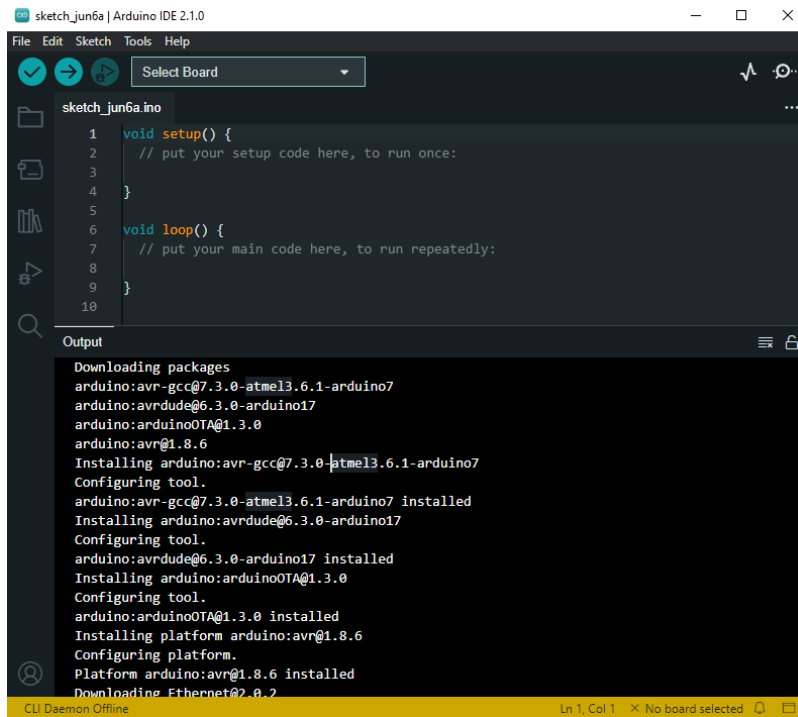 sketch_jun6a | Arduino IDE 2.1.0
File Edit Sketch Tools Help
Select Board
sketch_jun6a.ino
1 void setup() {
2 // put your setup code here, to run once:
3
4 }
5
6 void loop() {
7 // put your main code here, to run repeatedly:
8
9 }
10
Output
Downloading packages
arduino:avr-gcc@7.3.0-atmel3.6.1-arduino7
arduino:avrdude@6.3.0-arduino17
arduino:arduinoOTA@1.3.0
arduino:avr@1.8.6
Installing arduino:avr-gcc@7.3.0-atmel3.6.1-arduino7
Configuring tool.
arduino:avr-gcc@7.3.0-atmel3.6.1-arduino7 installed
Installing arduino:avrdude@6.3.0-arduino17
Configuring tool.
arduino:avrdude@6.3.0-arduino17 installed
Installing arduino:arduinoOTA@1.3.0
Configuring tool.
arduino:arduinoOTA@1.3.0 installed
Installing platform arduino:avr@1.8.6
Configuring platform.
Platform arduino:avr@1.8.6 installed
Downloading Ethernet@2.0.2
CLI Daemon Offline
Ln 1, Col 1 × No board selected